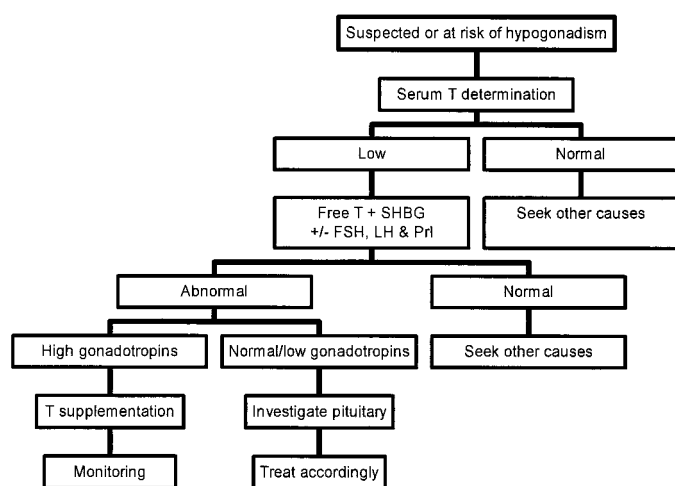 Suspected or at risk of hypogonadism
Serum T determination
Low
Normal
Free T + SHBG
+/- FSH, LH & Prl
Seek other causes
Abnormal
Normal
High gonadotropins
Normal/low gonadotropins
Seek other causes
T supplementation
Investigate pituitary
Monitoring
Treat accordingly